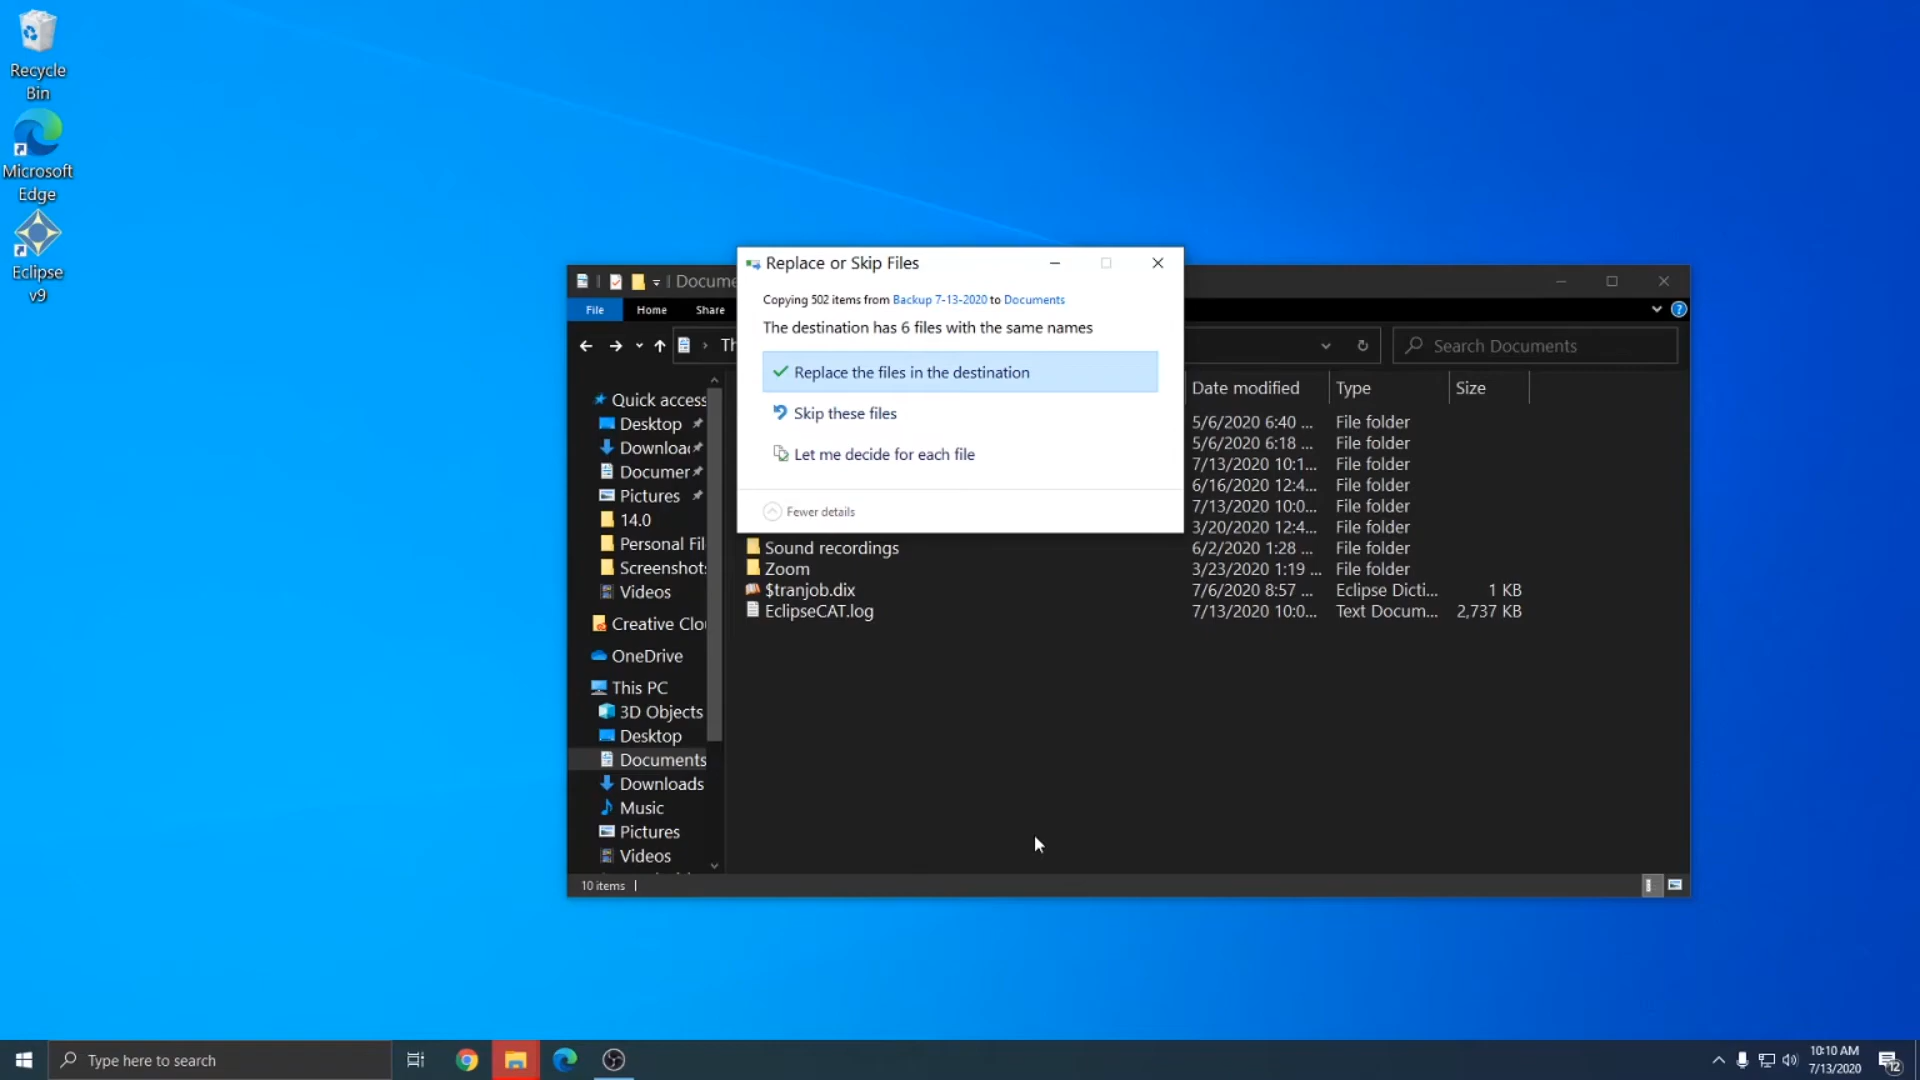 Recycle
Bin
Microsoft
Edge
Eclipse
v9
Docume
Replace or Skip Files
Copying 502 items from Backup 7-13-2020 to Documents
The destination has 6 files with the same names
Replace the files in the destination
Skip these files
Let me decide for each file
Fewer details
File Home Share
Th
Search Documents
Date modified Type Size
Quick access
Desktop
Downloa
Documer
Pictures
14.0
Personal Fil
Screenshot
Videos
Creative Clo
OneDrive
This PC
3D Objects
Desktop
Documents
Downloads
Music
Pictures
Videos
5/6/2020 6:40 ... File folder
5/6/2020 6:18 ... File folder
7/13/2020 10:1... File folder
6/16/2020 12:4... File folder
7/13/2020 10:0... File folder
3/20/2020 12:4... File folder
Sound recordings 6/2/2020 1:28 ... File folder
Zoom 3/23/2020 1:19 ... File folder
$tranjob.dix 7/6/2020 8:57 ... Eclipse Dicti... 1 KB
EclipseCAT.log 7/13/2020 10:0... Text Docum... 2,737 KB
10 items
Type here to search
10:10 AM
7/13/2020
12